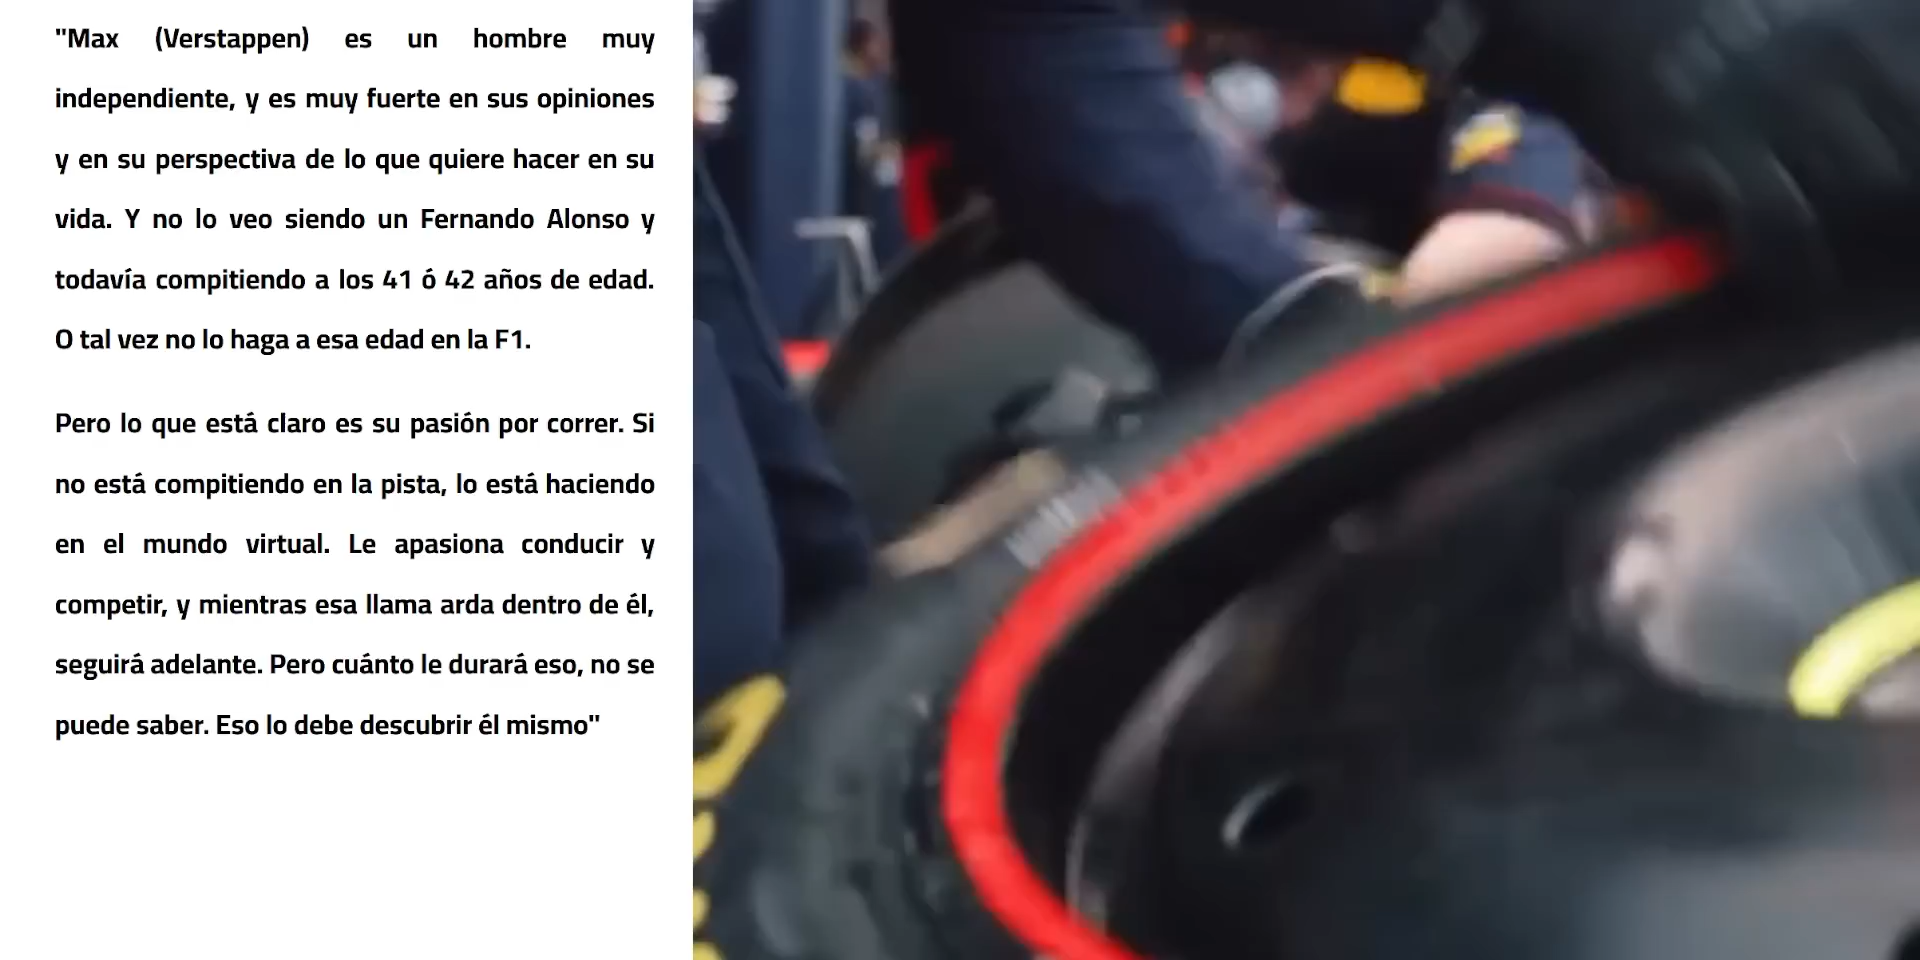 "Max (Verstappen) es un hombre muy
independiente, y es muy fuerte en sus opiniones
y en su perspectiva de lo que quiere hacer en su
vida. Y no lo veo siendo un Fernando Alonso y
todavía compitiendo a los 41 ó 42 años de edad.
O tal vez no lo haga a esa edad en la F1.
Pero lo que está claro es su pasión por correr. Si
no está compitiendo en la pista, lo está haciendo
en el mundo virtual. Le apasiona conducir y
competir, y mientras esa llama arda dentro de él,
seguirá adelante. Pero cuánto le durará eso, no se
puede saber. Eso lo debe descubrir él mismo"